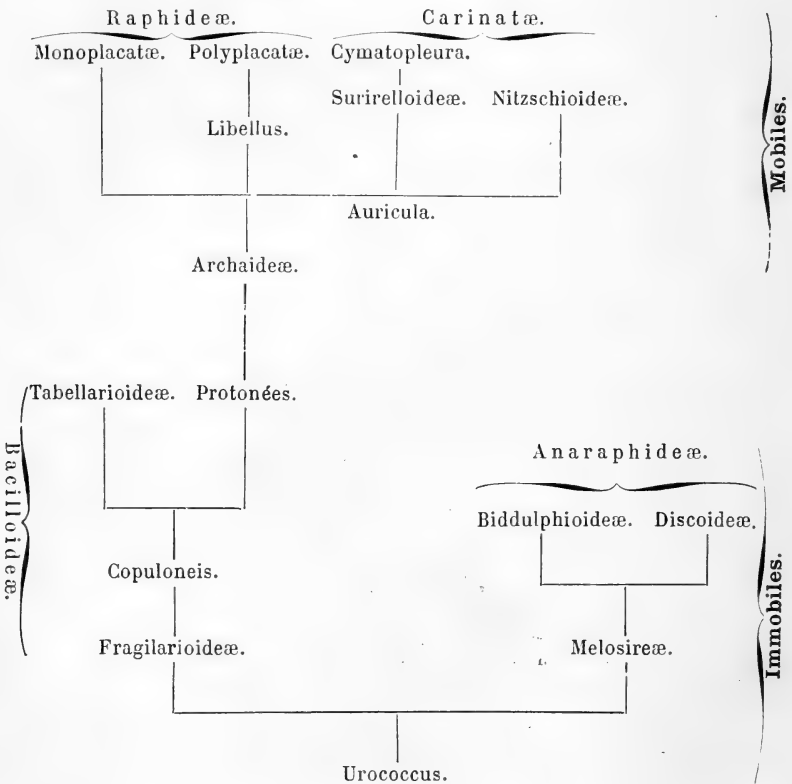 Raphideæ. Carinatæ.
Monoplacatæ. Polyplacatæ. Cymatopleura.
Surirelloideæ. Nitzschioideæ.
Libellus.
Mobiles.
Auricula.
Archaideæ.
Tabellarioideæ. Protonées.
Bacilloideæ.
Anaraphideæ.
Biddulphioideæ. Discoideæ.
Copuloneis.
Immobiles.
Fragilarioideæ. Melosireæ.
Urococcus.